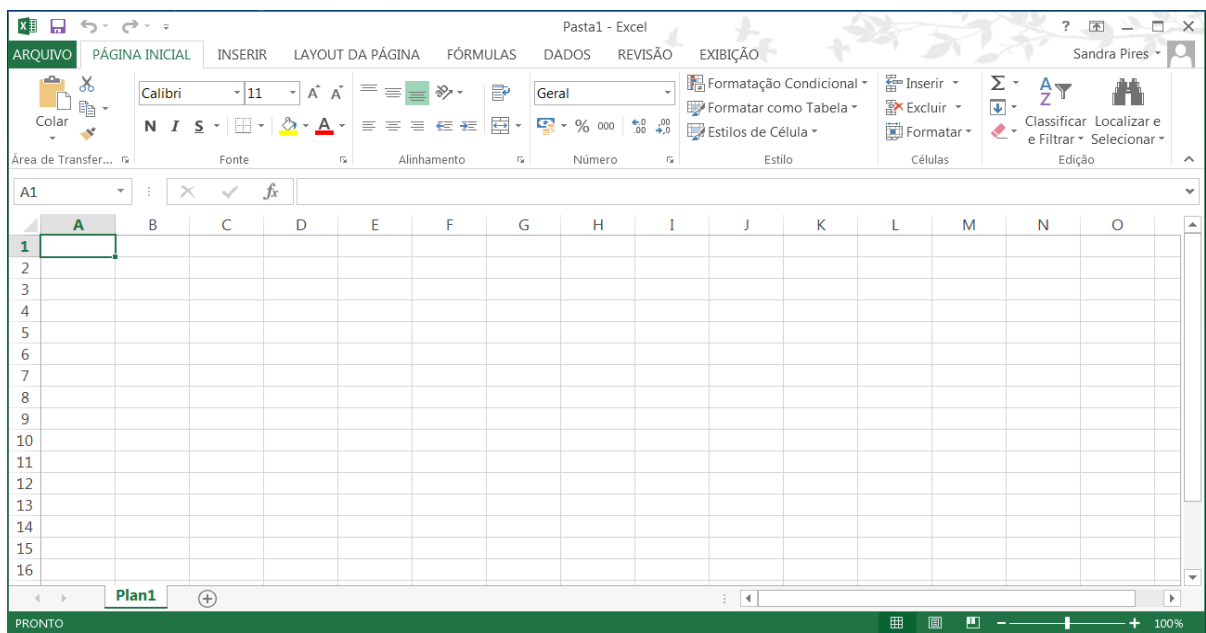 Pasta1 - Excel
ARQUIVO PÁGINA INICIAL INSERIR LAYOUT DA PÁGINA FÓRMULAS DADOS REVISÃO EXIBIÇÃO Sandra Pires
Colar
Calibri 11
N I S
Geral
% 000
Formatação Condicional
Formatar como Tabela
Estilos de Célula
Inserir
Excluir
Formatar
Classificar e Filtrar
Localizar e Selecionar
Área de Transfer... Fonte Alinhamento Número Estilo Células Edição
A1 fx
A B C D E F G H I J K L M N O
1
2
3
4
5
6
7
8
9
10
11
12
13
14
15
16
Plan1
PRONTO 100%